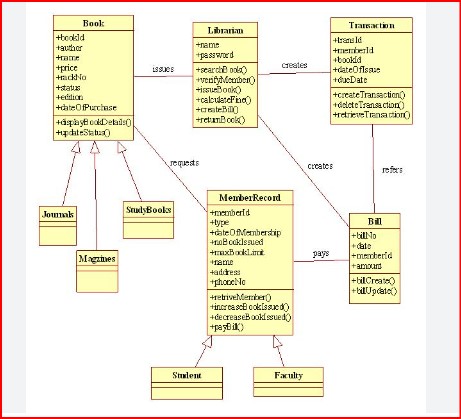 Book
+bookId
+author
+name
+price
+rackNo
+status
+edition
+dateOfPurchase
+displayBookDetails()
+updateStatus()
issues
Librarian
+name
+password
+searchBook()
+verifyMember()
+issueBook()
+calculateFine()
+createBill()
+returnBook()
creates
Transaction
+transId
+memberId
+bookId
+dateOfIssue
+dueDate
+createTransaction()
+deleteTransaction()
+retrieveTransaction()
requests
creates
refers
Journals
Magzines
StudyBooks
MemberRecord
+memberId
+type
+dateOfMembership
+noBookIssued
+maxBookLimit
+name
+address
+phoneNo
+retriveMember()
+increaseBookIssued()
+decreaseBookIssued()
+payBill()
pays
Bill
+billNo
+date
+memberId
+amount
+billCreate()
+billUpdate()
Student
Faculty